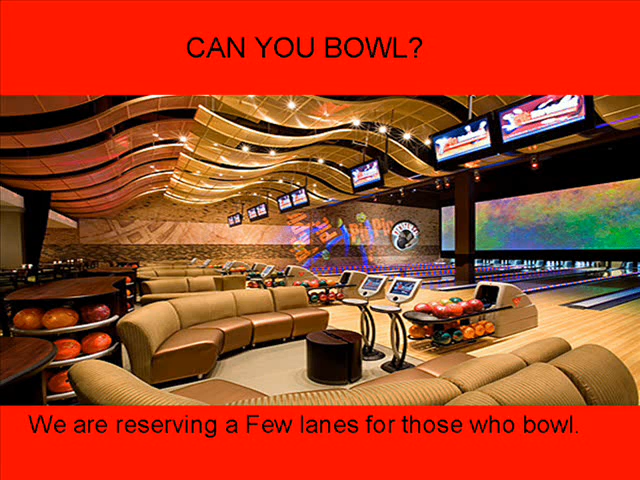 CAN YOU BOWL?
We are reserving a Few lanes for those who bowl.